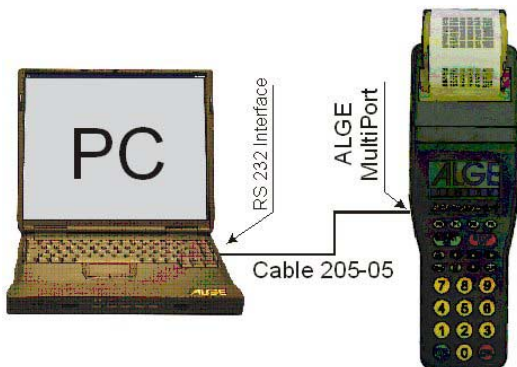 PC
RS 232 Interface
ALGE
MultiPort
Cable 205-05
ALGE
ALGE
7 8 9
4 5 6
1 2 3
0